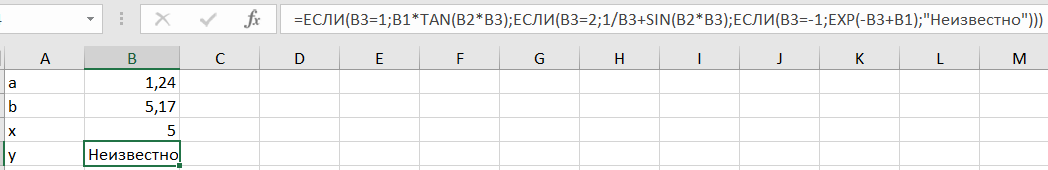 =ЕСЛИ(B3=1;B1*TAN(B2*B3);ЕСЛИ(B3=2;1/B3+SIN(B2*B3);ЕСЛИ(B3=-1;EXP(-B3+B1);"Неизвестно")))
A B C D E F G H I J K L M
a 1,24
b 5,17
x 5
y Неизвестно